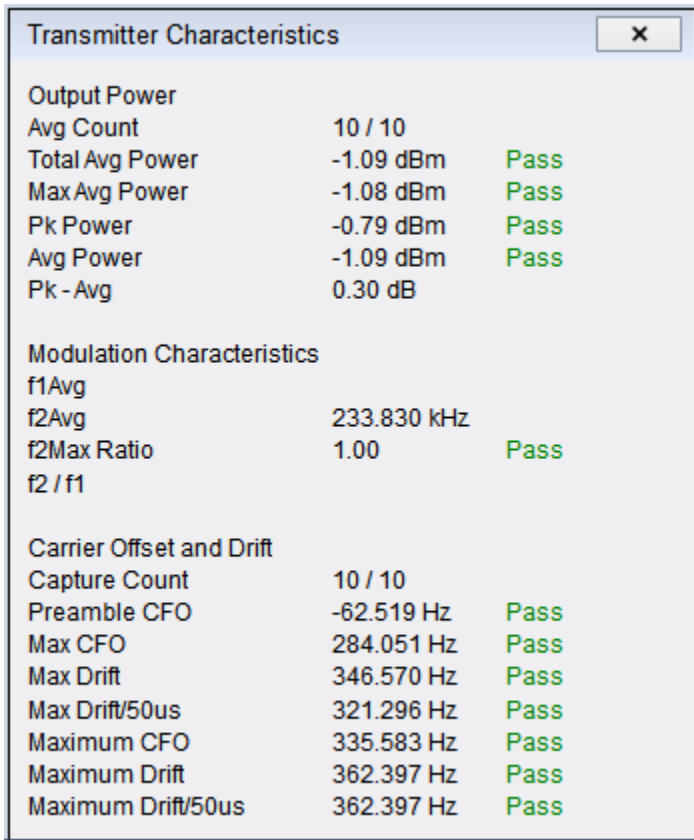 Transmitter Characteristics ×
Output Power
Avg Count 10 / 10
Total Avg Power -1.09 dBm Pass
Max Avg Power -1.08 dBm Pass
Pk Power -0.79 dBm Pass
Avg Power -1.09 dBm Pass
Pk - Avg 0.30 dB
Modulation Characteristics
f1Avg
f2Avg 233.830 kHz
f2Max Ratio 1.00 Pass
f2 / f1
Carrier Offset and Drift
Capture Count 10 / 10
Preamble CFO -62.519 Hz Pass
Max CFO 284.051 Hz Pass
Max Drift 346.570 Hz Pass
Max Drift/50us 321.296 Hz Pass
Maximum CFO 335.583 Hz Pass
Maximum Drift 362.397 Hz Pass
Maximum Drift/50us 362.397 Hz Pass